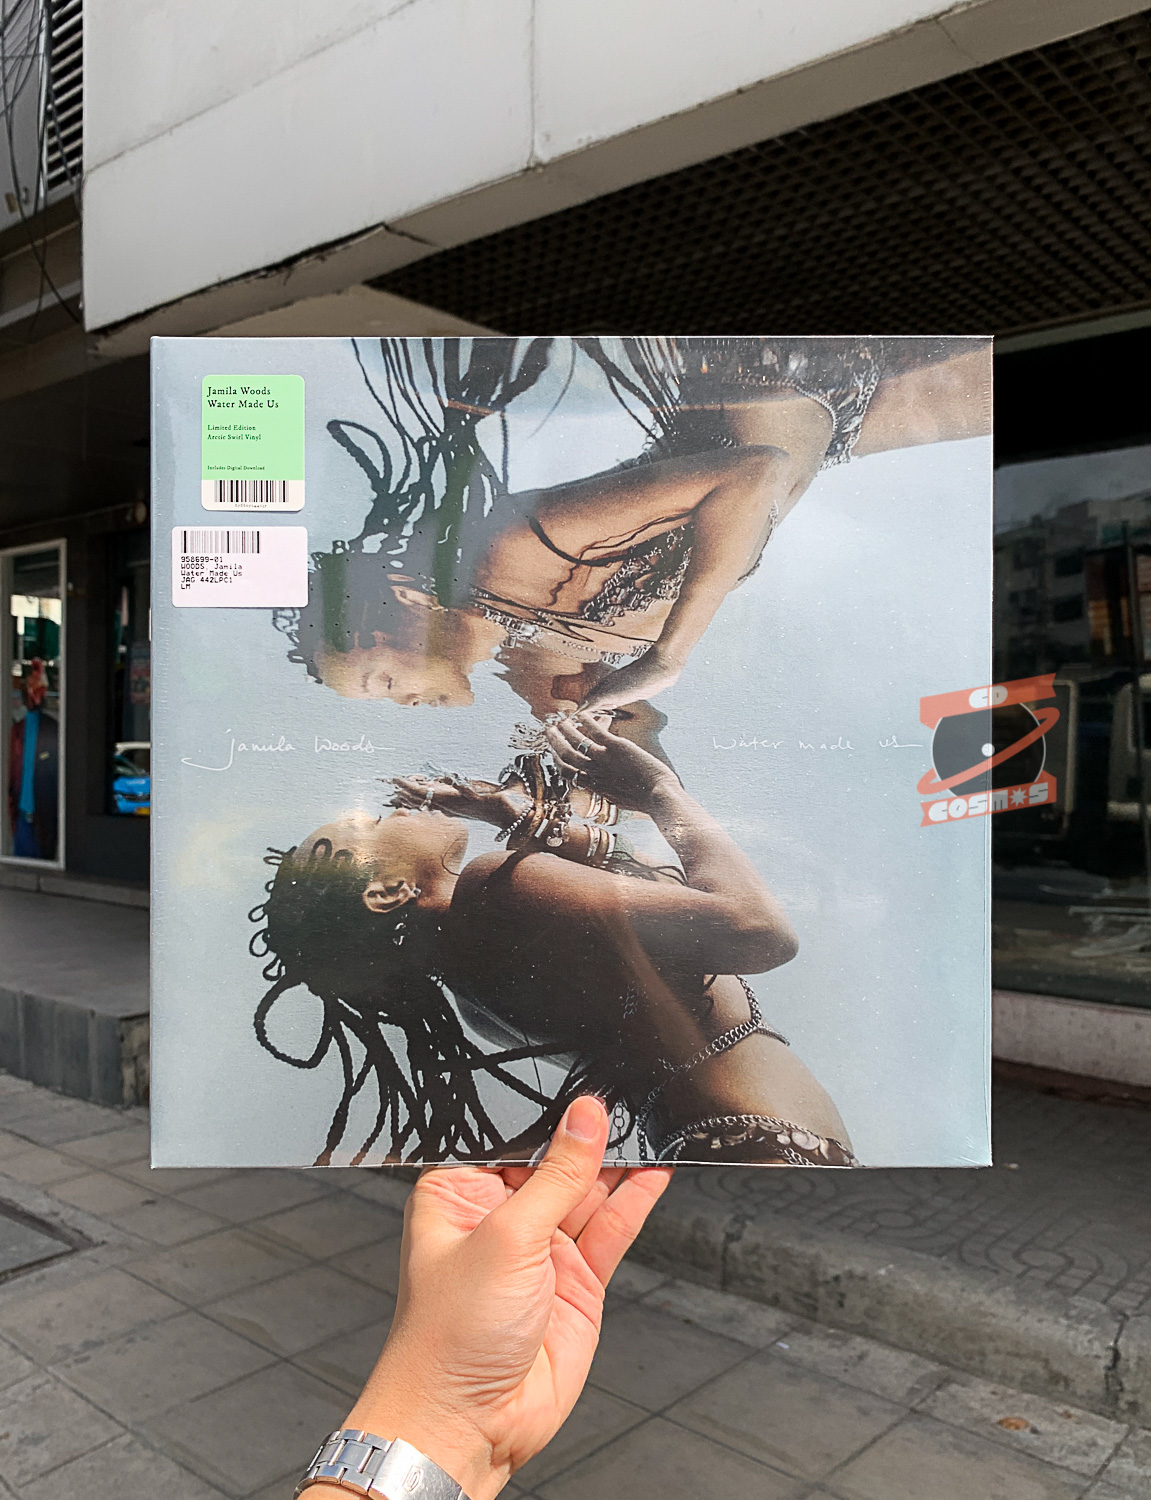 Jamila Woods
Water Made Us
Limited Edition
Arctic Swirl Vinyl
Includes Digital Download
958699-01
WOODS, Jamila
Water Made Us
JAG 442LPC1
LM
jamila woods
water made us
CD
COSM*S